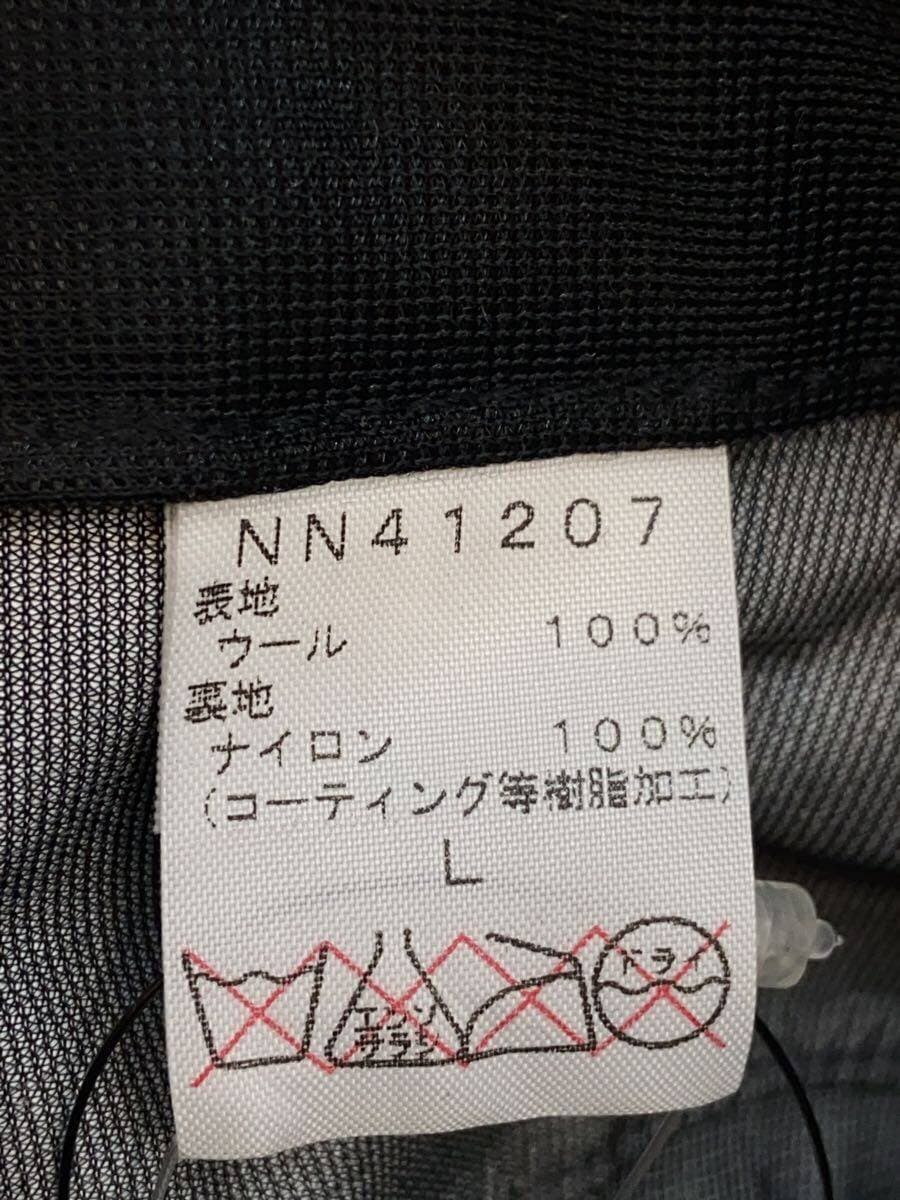 NN41207
表地
ウール 100%
裏地
ナイロン 100%
(コーティング等樹脂加工)
L
エンソ
サラシ
ドライ